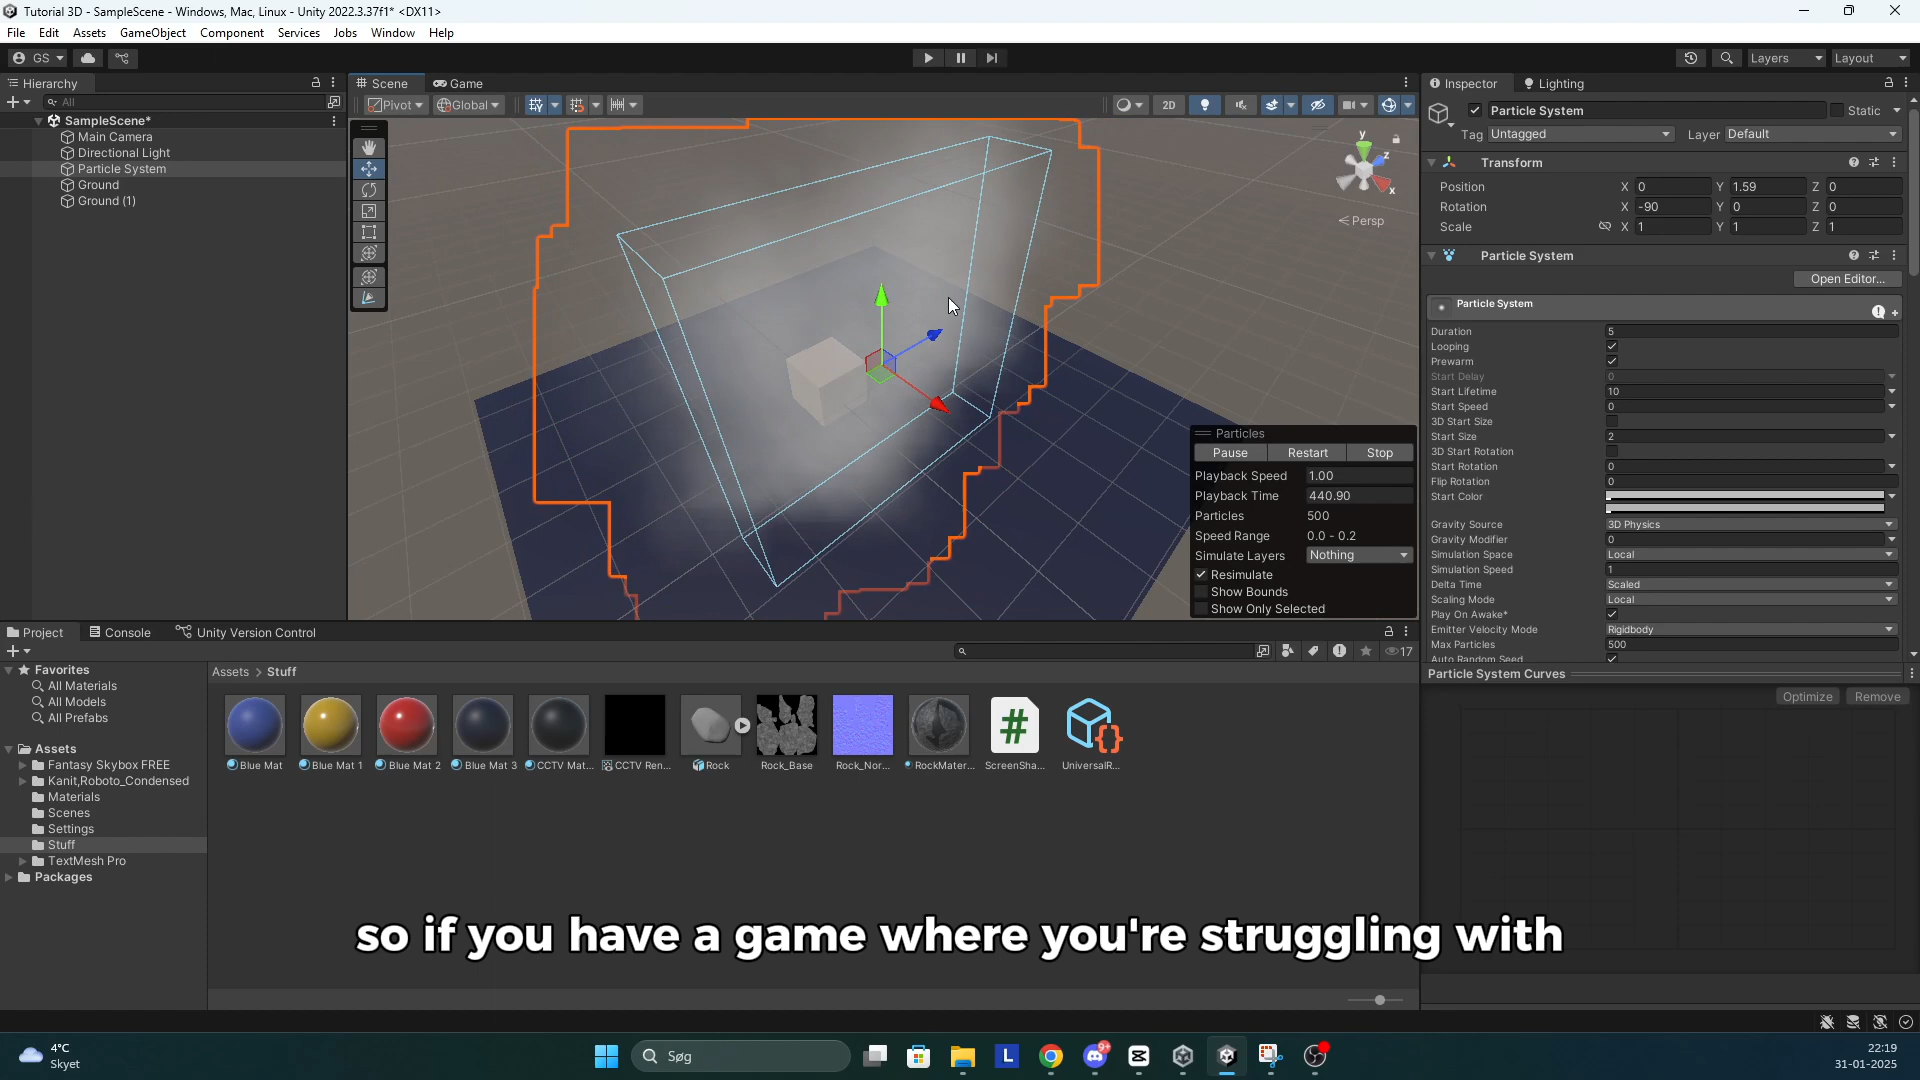 Tutorial 3D - SampleScene - Windows, Mac, Linux - Unity 2022.3.37f1* <DX11>
File Edit Assets GameObject Component Services Jobs Window Help
GS Layers Layout
Hierarchy
All
SampleScene*
Main Camera
Directional Light
Particle System
Ground
Ground (1)
Scene Game
Pivot Global 2D
y
z
x
Persp
Particles
Pause Restart Stop
Playback Speed 1.00
Playback Time 440.90
Particles 500
Speed Range 0.0 - 0.2
Simulate Layers Nothing
Resimulate
Show Bounds
Show Only Selected
Inspector Lighting
Particle System Static
Tag Untagged Layer Default
Transform
Position X 0 Y 1.59 Z 0
Rotation X -90 Y 0 Z 0
Scale X 1 Y 1 Z 1
Particle System
Open Editor...
Particle System
Duration 5
Looping
Prewarm
Start Delay 0
Start Lifetime 10
Start Speed 0
3D Start Size
Start Size 2
3D Start Rotation
Start Rotation 0
Flip Rotation 0
Start Color
Gravity Source 3D Physics
Gravity Modifier 0
Simulation Space Local
Simulation Speed 1
Delta Time Scaled
Scaling Mode Local
Play On Awake*
Emitter Velocity Mode Rigidbody
Max Particles 500
Auto Random Seed
Particle System Curves
Optimize Remove
Project Console Unity Version Control
17
Favorites
All Materials
All Models
All Prefabs
Assets
Fantasy Skybox FREE
Kanit,Roboto_Condensed
Materials
Scenes
Settings
Stuff
TextMesh Pro
Packages
Assets > Stuff
Blue Mat Blue Mat 1 Blue Mat 2 Blue Mat 3 CCTV Mat... CCTV Ren... Rock Rock_Base Rock_Nor... RockMater... ScreenSha... UniversalR...
so if you have a game where you're struggling with
4°C
Skyet
Søg
L
9+
22:19
31-01-2025